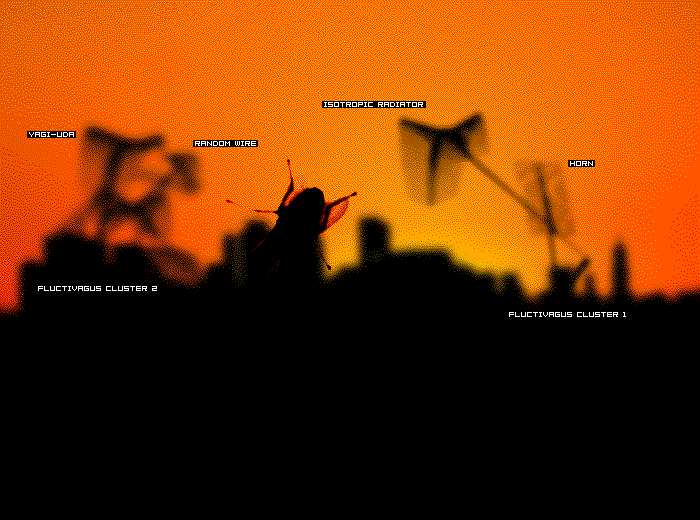 ISOTROPIC RADIATOR
YAGI-UDA
RANDOM WIRE
HORN
FLUCTIVAGUS CLUSTER 2
FLUCTIVAGUS CLUSTER 1